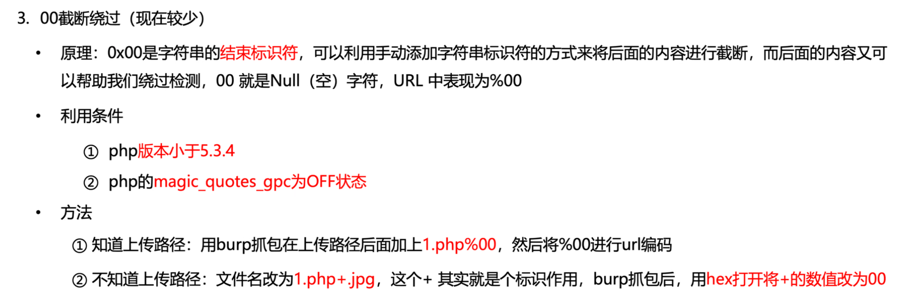 3. 00截断绕过（现在较少）
• 原理：0x00是字符串的结束标识符，可以利用手动添加字符串标识符的方式来将后面的内容进行截断，而后面的内容又可
以帮助我们绕过检测，00 就是Null（空）字符，URL 中表现为%00
• 利用条件
① php版本小于5.3.4
② php的magic_quotes_gpc为OFF状态
• 方法
① 知道上传路径：用burp抓包在上传路径后面加上1.php%00，然后将%00进行url编码
② 不知道上传路径：文件名改为1.php+.jpg，这个+ 其实就是个标识作用，burp抓包后，用hex打开将+的数值改为00